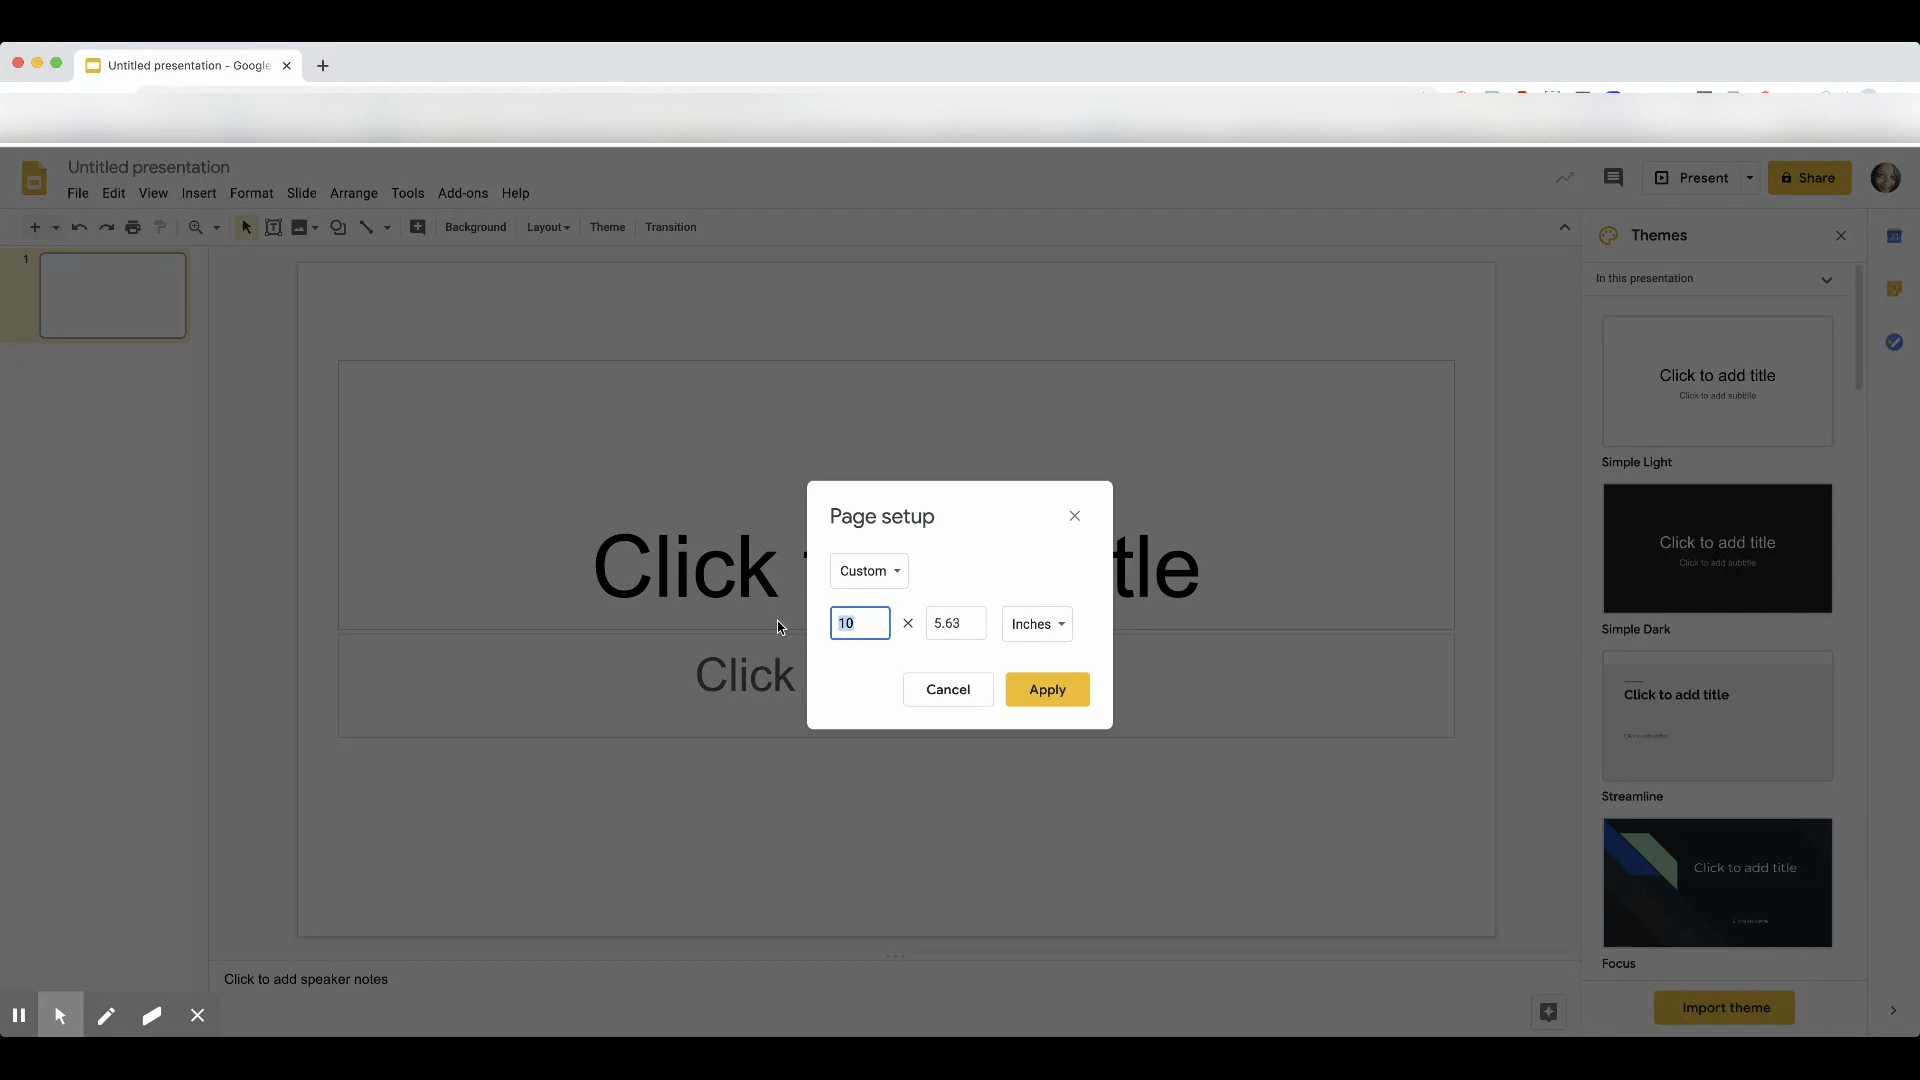 Untitled presentation - Google
Untitled presentation
File Edit View Insert Format Slide Arrange Tools Add-ons Help
Present
Share
Background Layout Theme Transition
Themes
In this presentation
1
Click to add title
Click to add subtitle
Simple Light
Click to add title
Click to add subtitle
Simple Dark
Click to add title
Click to add subtitle
Streamline
Click to add title
Focus
Import theme
Click
tle
Click
Page setup
Custom
10 × 5.63 Inches
Cancel Apply
Click to add speaker notes